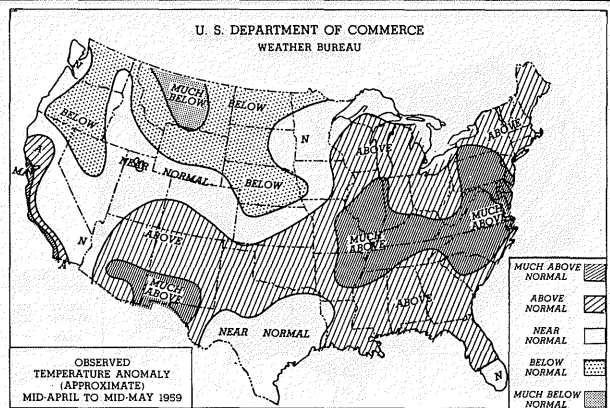 U. S. DEPARTMENT OF COMMERCE
WEATHER BUREAU
N
MUCH
BELOW
BELOW
BELOW
BELOW
N
ABOVE
ABOVE
A
MA
NEAR
NORMAL
BELOW
N
ABOVE
MUCH
ABOVE
MUCH
ABOVE
MUCH
ABOVE
A
ABOVE
NEAR NORMAL
N
OBSERVED
TEMPERATURE ANOMALY
(APPROXIMATE)
MID-APRIL TO MID-MAY 1959
MUCH ABOVE
NORMAL
ABOVE
NORMAL
NEAR
NORMAL
BELOW
NORMAL
MUCH BELOW
NORMAL